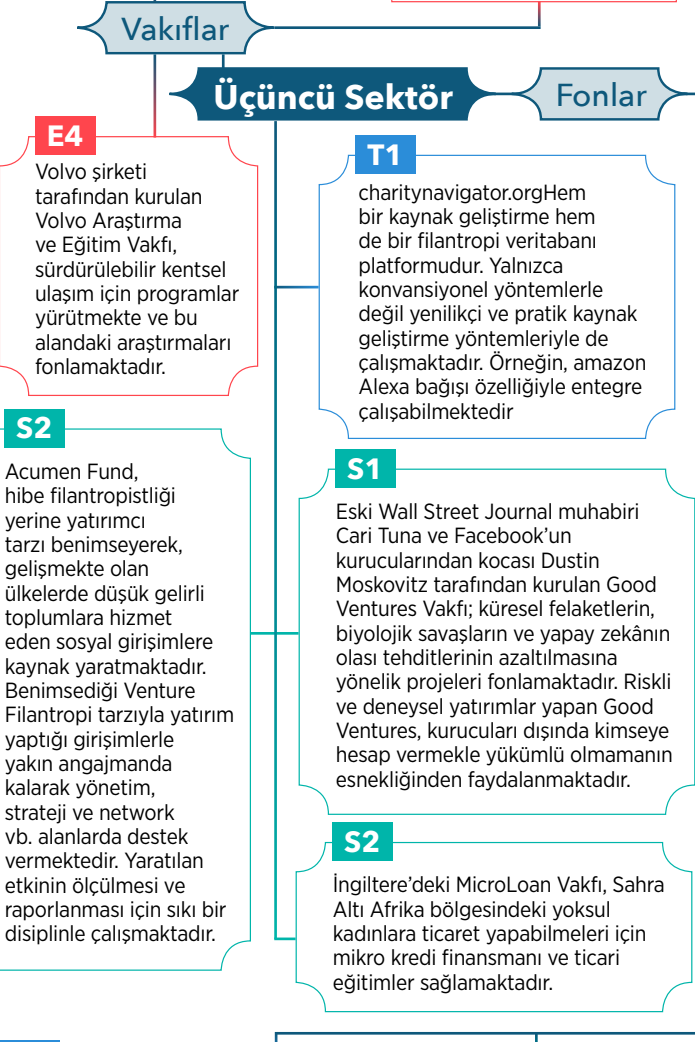 Vakıflar
Üçüncü Sektör
Fonlar
E4
Volvo şirketi
tarafından kurulan
Volvo Araştırma
ve Eğitim Vakfı,
sürdürülebilir kentsel
ulaşım için programlar
yürütmekte ve bu
alandaki araştırmaları
fonlamaktadır.
T1
charitynavigator.orgHem
bir kaynak geliştirme hem
de bir filantropi veritabanı
platformudur. Yalnızca
konvansiyonel yöntemlerle
değil yenilikçi ve pratik kaynak
geliştirme yöntemleriyle de
çalışmaktadır. Örneğin, amazon
Alexa bağışı özelliğiyle entegre
çalışabilmektedir
S2
Acumen Fund,
hibe filantropistliği
yerine yatırımcı
tarzı benimseyerek,
gelişmekte olan
ülkelerde düşük gelirli
toplumlara hizmet
eden sosyal girişimlere
kaynak yaratmaktadır.
Benimsediği Venture
Filantropi tarzıyla yatırım
yaptığı girişimlerle
yakın angajmanda
kalarak yönetim,
strateji ve network
vb. alanlarda destek
vermektedir. Yaratılan
etkinin ölçülmesi ve
raporlanması için sıkı bir
disiplinle çalışmaktadır.
S1
Eski Wall Street Journal muhabiri
Cari Tuna ve Facebook’un
kurucularından kocası Dustin
Moskovitz tarafından kurulan Good
Ventures Vakfı; küresel felaketlerin,
biyolojik savaşların ve yapay zekânın
olası tehditlerinin azaltılmasına
yönelik projeleri fonlamaktadır. Riskli
ve deneysel yatırımlar yapan Good
Ventures, kurucuları dışında kimseye
hesap vermekle yükümlü olmamanın
esnekliğinden faydalanmaktadır.
S2
İngiltere’deki MicroLoan Vakfı, Sahra
Altı Afrika bölgesindeki yoksul
kadınlara ticaret yapabilmeleri için
mikro kredi finansmanı ve ticari
eğitimler sağlamaktadır.